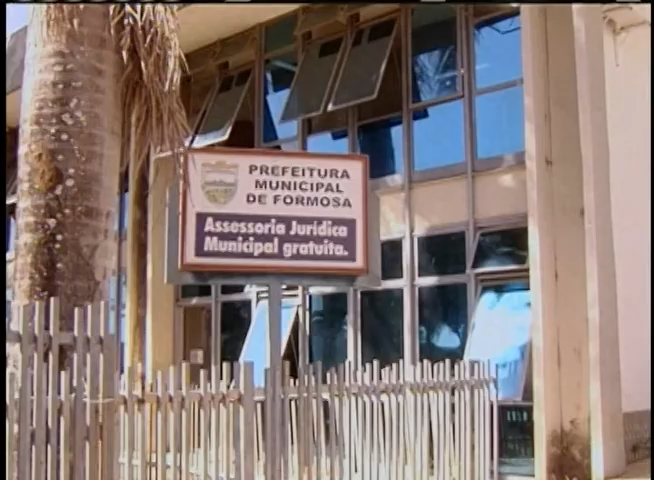 PREFEITURA
MUNICIPAL
DE FORMOSA
Assessoria Jurídica
Municipal gratuita.